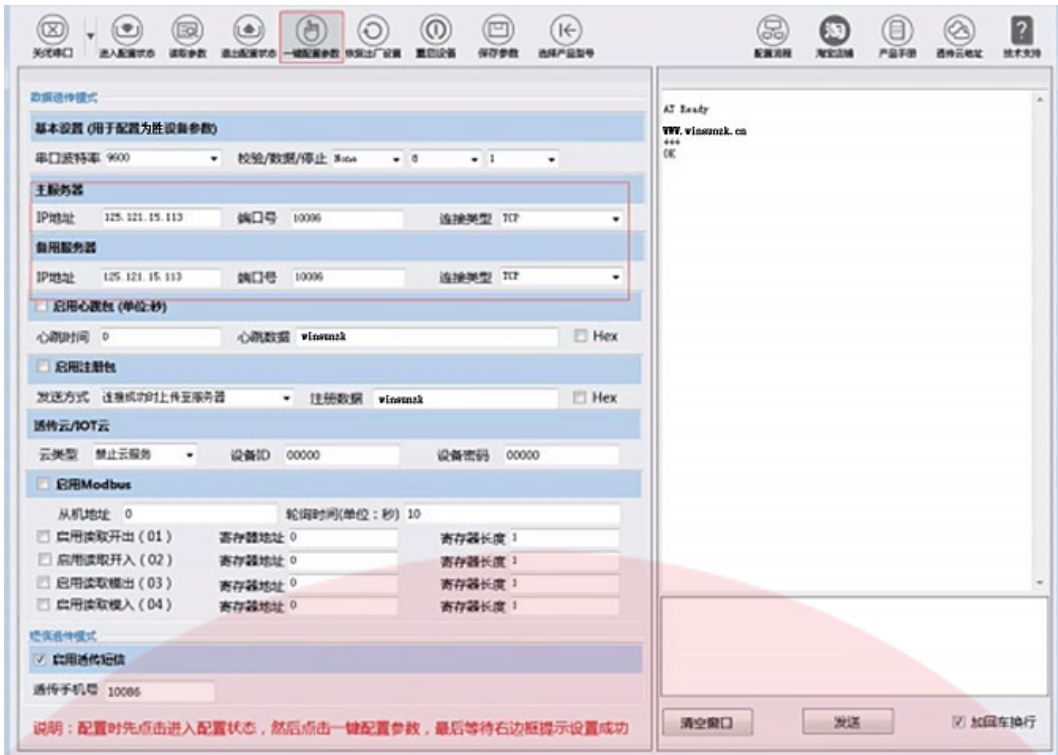 关闭串口 进入配置状态 读取参数 退出配置状态 一键配置参数 恢复出厂设置 重启设备 保存参数 选择产品型号 配置流程 淘宝店铺 产品手册 透传云地址 技术支持
数据透传模式
基本设置 (用于配置为胜设备参数)
串口波特率 9600 校验/数据/停止 None 8 1
主服务器
IP地址 125.121.15.113 端口号 10086 连接类型 TCP
备用服务器
IP地址 125.121.15.113 端口号 10086 连接类型 TCP
启用心跳包 (单位:秒)
心跳时间 0 心跳数据 winsunzk Hex
启用注册包
发送方式 连接成功时上传至服务器 注册数据 winsunzk Hex
透传云/IOT云
云类型 禁止云服务 设备ID 00000 设备密码 00000
启用Modbus
从机地址 0 轮询时间(单位：秒) 10
启用读取开出（01） 寄存器地址 0 寄存器长度 1
启用读取开入（02） 寄存器地址 0 寄存器长度 1
启用读取模出（03） 寄存器地址 0 寄存器长度 1
启用读取模入（04） 寄存器地址 0 寄存器长度 1
短信透传模式
启用透传短信
透传手机号 10086
说明：配置时先点击进入配置状态，然后点击一键配置参数，最后等待右边框提示设置成功
AT Ready
WWW.winsunzk.cn
+++
OK
清空窗口 发送 加回车换行